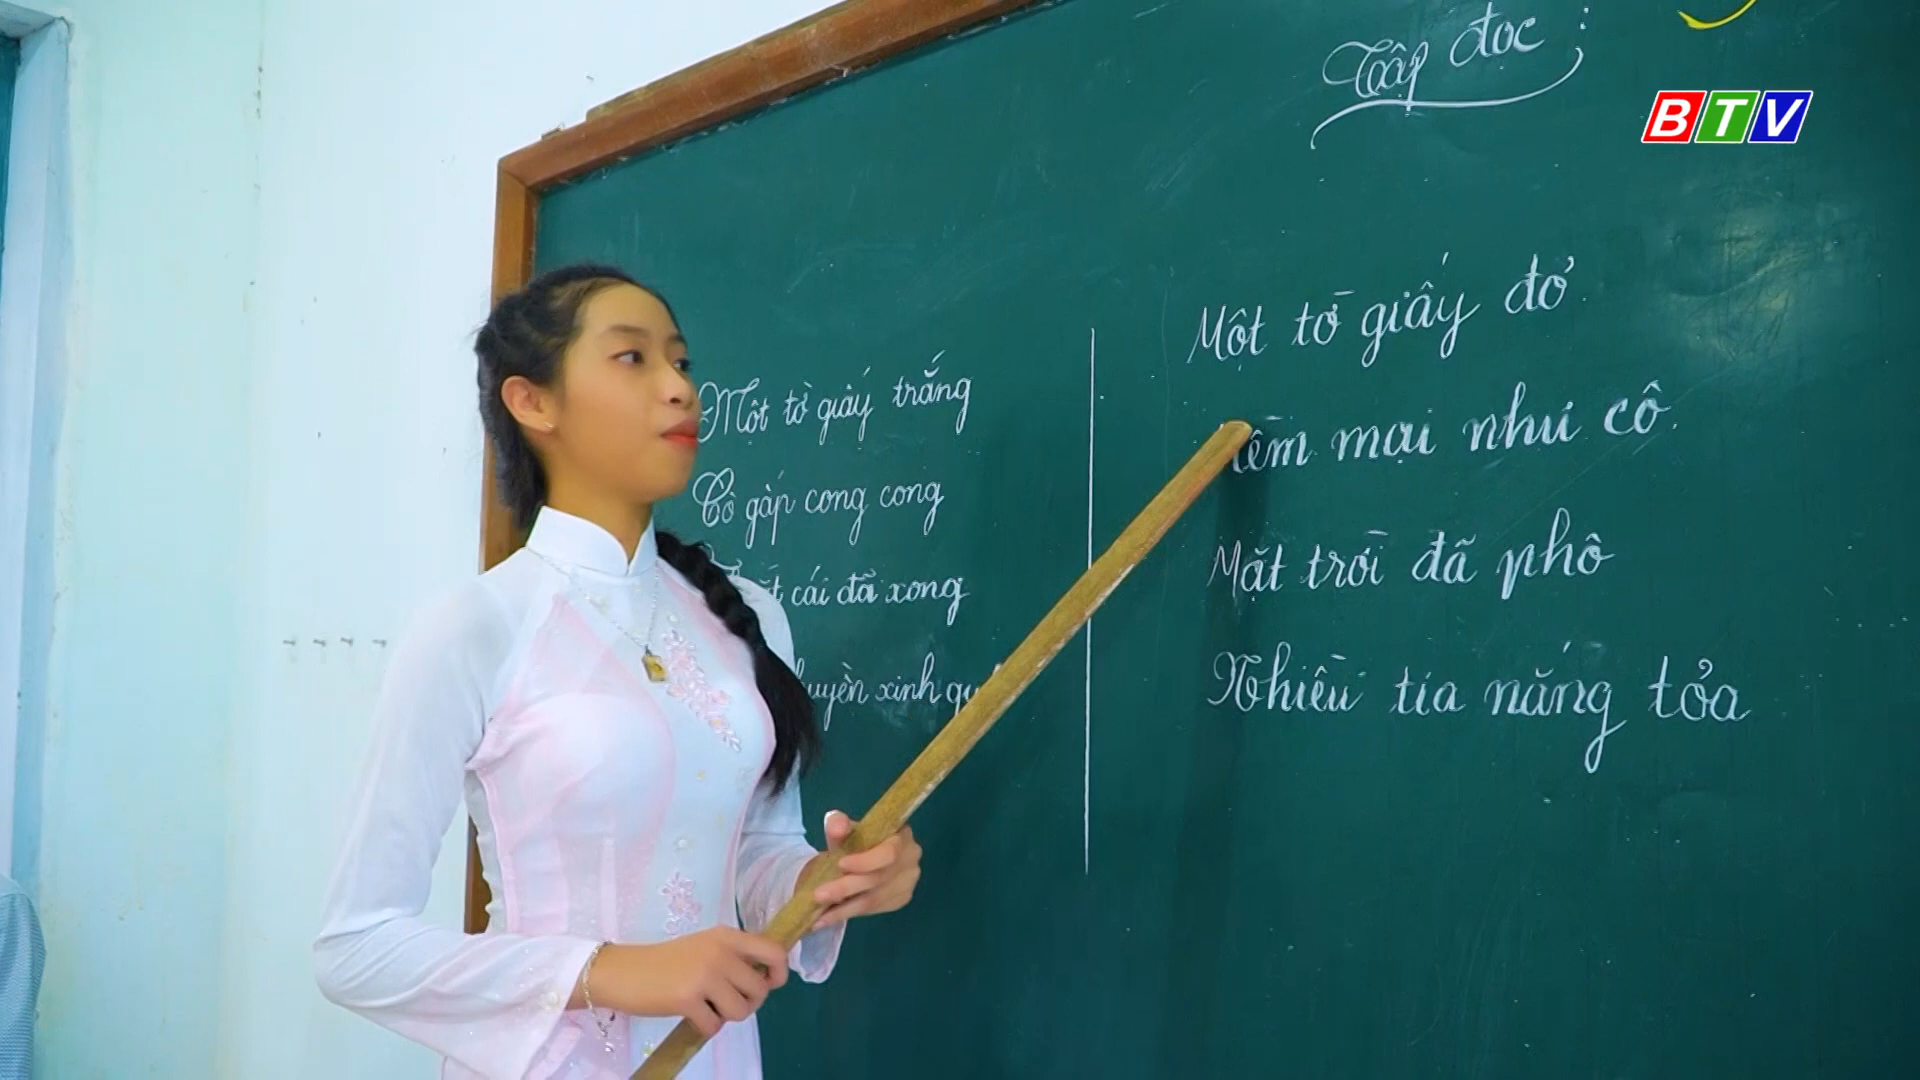 Tập đọc :
BTV
Một tờ giấy trắng
Cô gấp cong cong
cái đã xong
xinh
Một tờ giấy đỏ
mại như cô
Mặt trời đã phô
Nhiều tia nắng tỏa